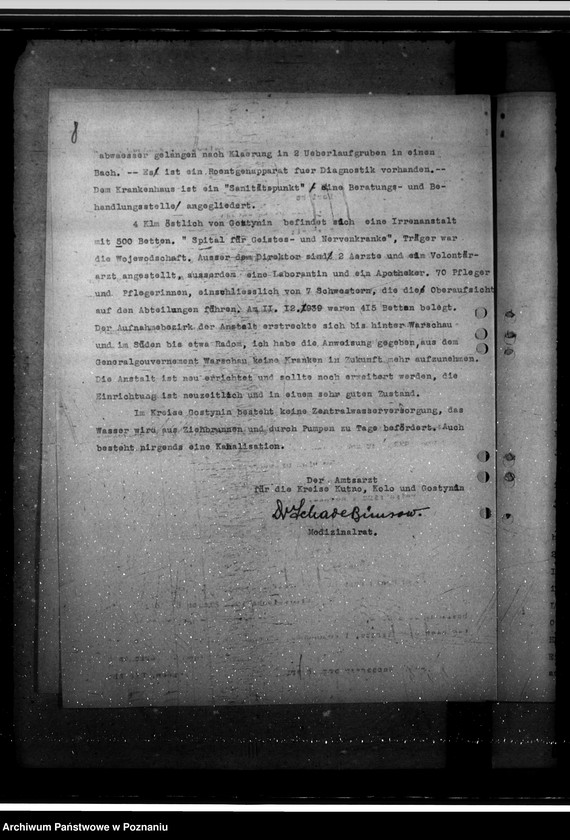 8
abwaesser gelangen nach Klaerung in 2 Ueberlaufgruben in einen
Bach. -- Es ist ein Roentgenapparat fuer Diagnostik vorhanden.--
Dem Krankenhaus ist ein "Sanitätspunkt" / eine Beratungs- und Be-
handlungsstelle/ angegliedert.
4 Klm östlich von Gostynin befindet sich eine Irrenanstalt
mit 500 Betten. " Spital für Geistes- und Nervenkranke", Träger war
die Wojewodschaft. Ausser dem Direktor sind 2 Aerzte und ein Volontär-
arzt angestellt, ausserdem eine Laborantin und ein Apotheker. 70 Pfleger
und Pflegerinnen, einschliesslich von 7 Schwestern, die die Oberaufsicht
auf den Abteilungen führen. Am II. I2.1939 waren 4I5 Betten belegt.
Der Aufnahmebezirk der Anstalt erstreckte sich bis hinter Warschau
und im Süden bis etwa Radom, ich habe die Anweisung gegeben, aus dem
Generalgouvernement Warschau keine Kranken in Zukunft mehr aufzunehmen.
Die Anstalt ist neu errichtet und sollte noch erweitert werden, die
Einrichtung ist neuzeitlich und in einem sehr guten Zustand.
Im Kreise Gostynin besteht keine Zentralwasserversorgung, das
Wasser wird aus Ziehbrunnen und durch Pumpen zu Tage befördert. Auch
besteht nirgends eine Kanalisation.
Der Amtsarzt
für die Kreise Kutno, Kolo und Gostynin
Dr
Medizinalrat.
Archiwum Państwowe w Poznaniu